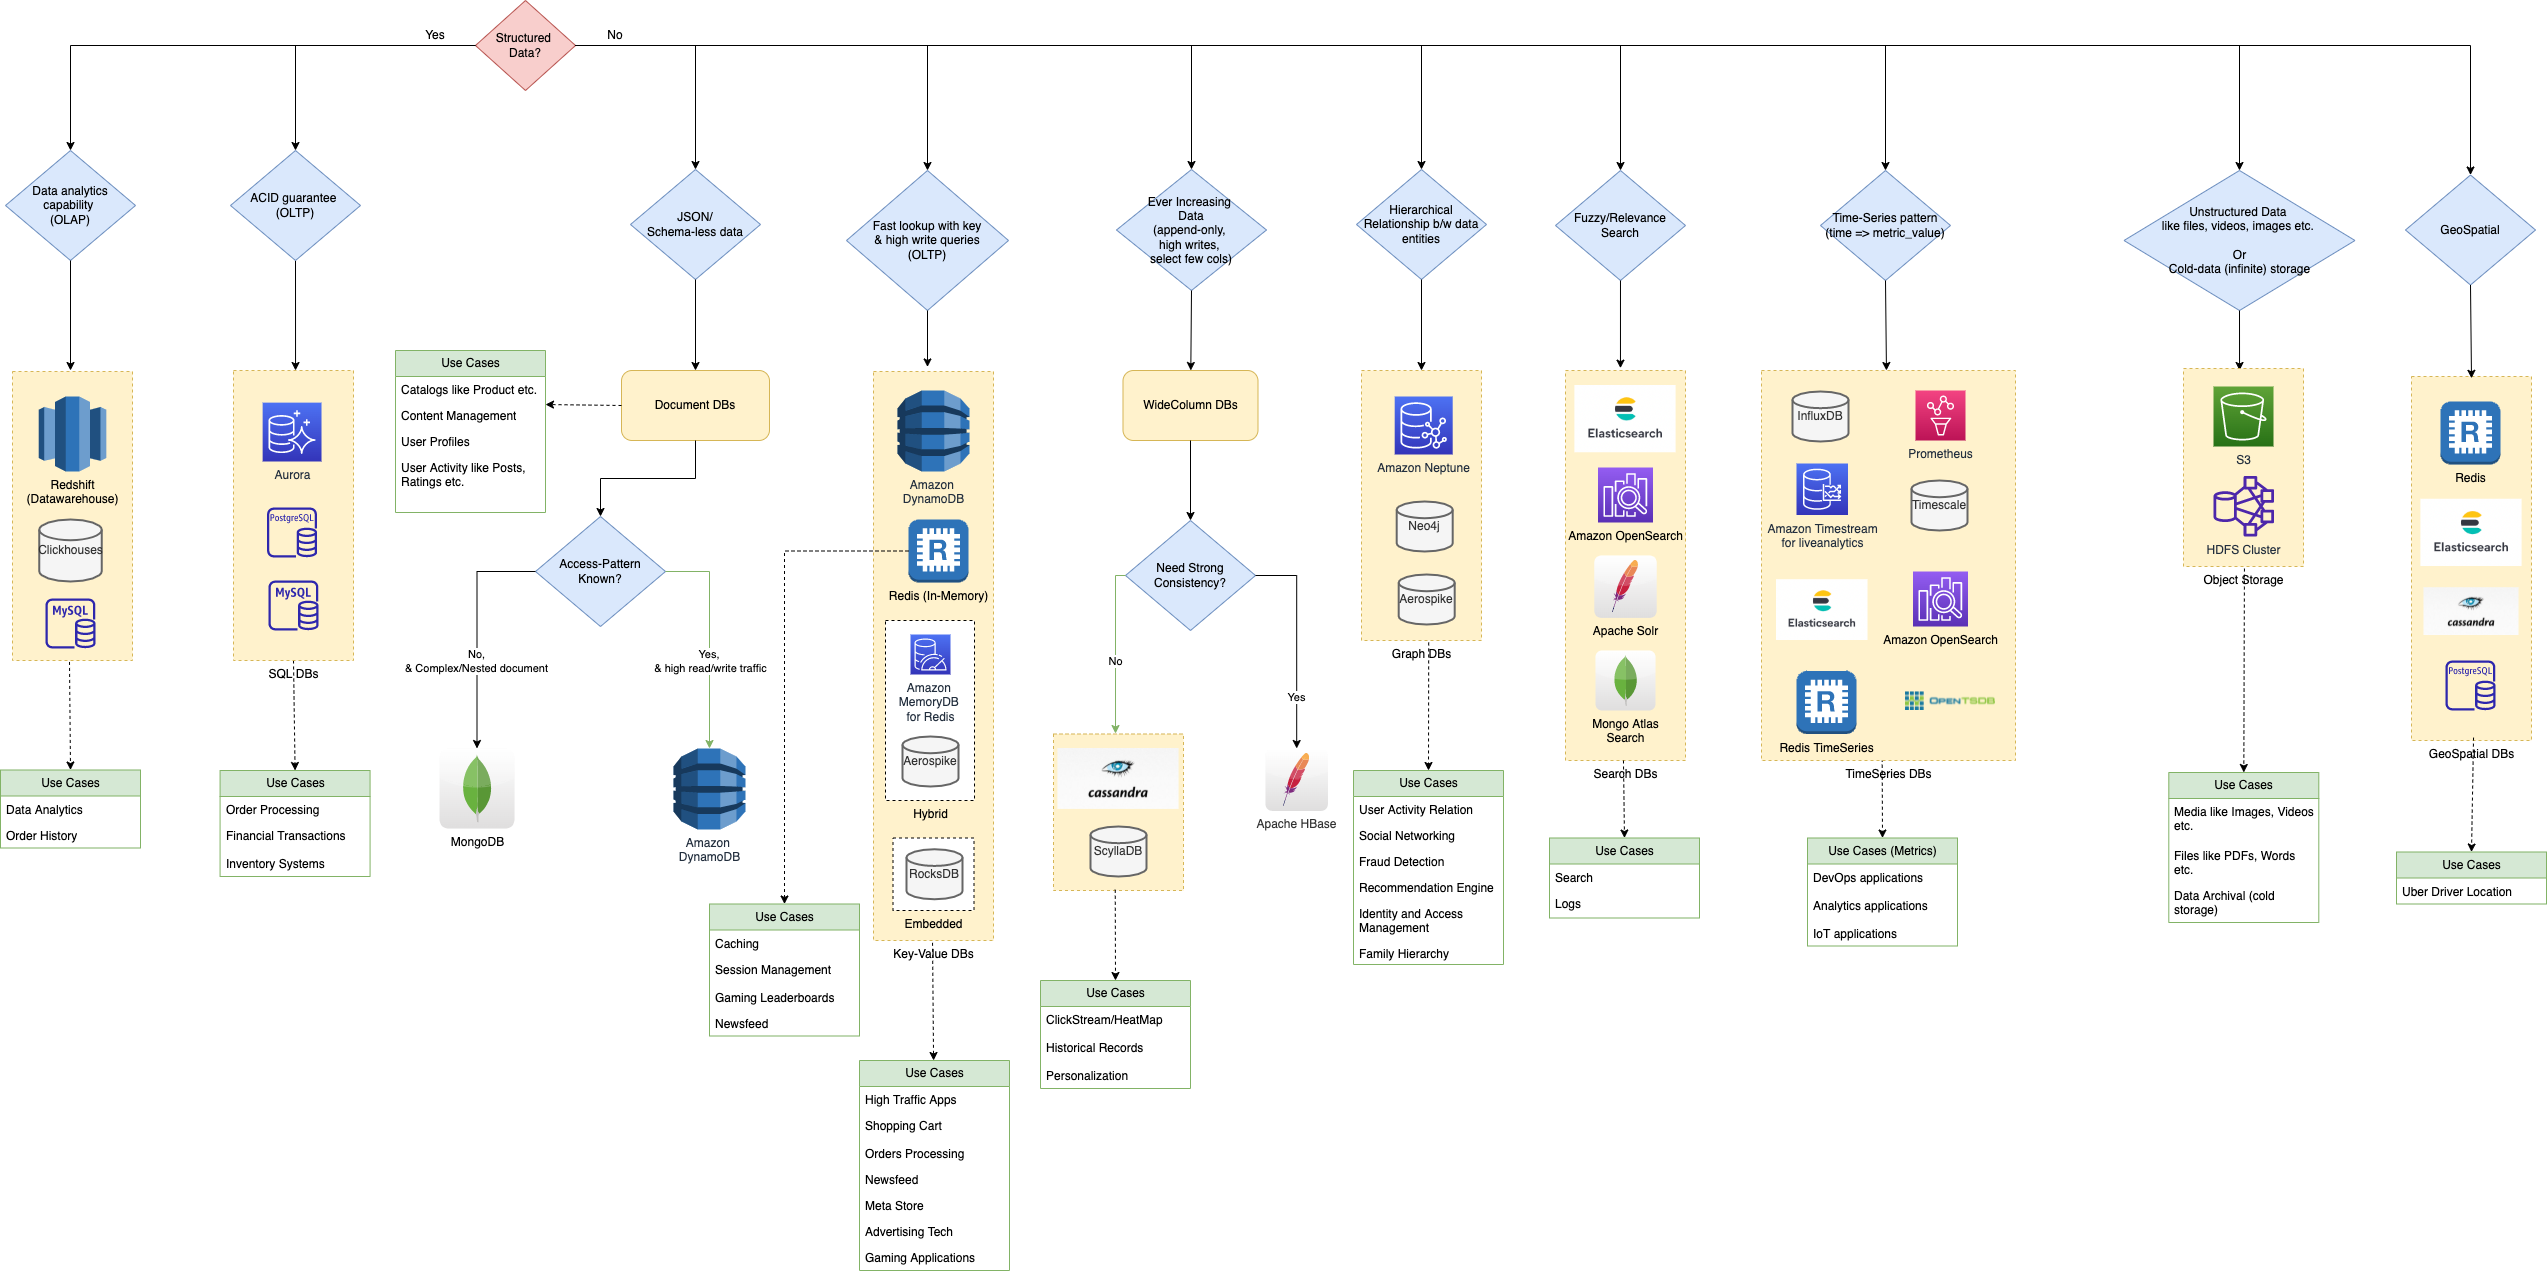 Structured
Data?
Yes
No
Data analytics
capability
(OLAP)
Redshift
(Datawarehouse)
Clickhouses
MySQL
Use Cases
Data Analytics
Order History
ACID guarantee
(OLTP)
Aurora
PostgreSQL
MySQL
SQL DBs
Use Cases
Order Processing
Financial Transactions
Inventory Systems
JSON/
Schema-less data
Document DBs
Use Cases
Catalogs like Product etc.
Content Management
User Profiles
User Activity like Posts,
Ratings etc.
Access-Pattern
Known?
No,
& Complex/Nested document
Yes,
& high read/write traffic
MongoDB
Amazon
DynamoDB
Fast lookup with key
& high write queries
(OLTP)
Amazon
DynamoDB
R
Redis (In-Memory)
Amazon
MemoryDB
for Redis
Aerospike
Hybrid
RocksDB
Embedded
Key-Value DBs
Use Cases
Caching
Session Management
Gaming Leaderboards
Newsfeed
Use Cases
High Traffic Apps
Shopping Cart
Orders Processing
Newsfeed
Meta Store
Advertising Tech
Gaming Applications
Ever Increasing
Data
(append-only,
high writes,
select few cols)
WideColumn DBs
Need Strong
Consistency?
No
Yes
cassandra
ScyllaDB
Apache HBase
Use Cases
ClickStream/HeatMap
Historical Records
Personalization
Hierarchical
Relationship b/w data
entities
Amazon Neptune
Neo4j
Aerospike
Graph DBs
Use Cases
User Activity Relation
Social Networking
Fraud Detection
Recommendation Engine
Identity and Access
Management
Family Hierarchy
Fuzzy/Relevance
Search
Elasticsearch
Amazon OpenSearch
Apache Solr
Mongo Atlas
Search
Search DBs
Use Cases
Search
Logs
Time-Series pattern
(time => metric_value)
InfluxDB
Prometheus
Amazon Timestream
for liveanalytics
Timescale
Elasticsearch
Amazon OpenSearch
R
Redis TimeSeries
OPENTSDB
TimeSeries DBs
Use Cases (Metrics)
DevOps applications
Analytics applications
IoT applications
Unstructured Data
like files, videos, images etc.
Or
Cold-data (infinite) storage
S3
HDFS Cluster
Object Storage
Use Cases
Media like Images, Videos
etc.
Files like PDFs, Words
etc.
Data Archival (cold
storage)
GeoSpatial
R
Redis
Elasticsearch
cassandra
PostgreSQL
GeoSpatial DBs
Use Cases
Uber Driver Location